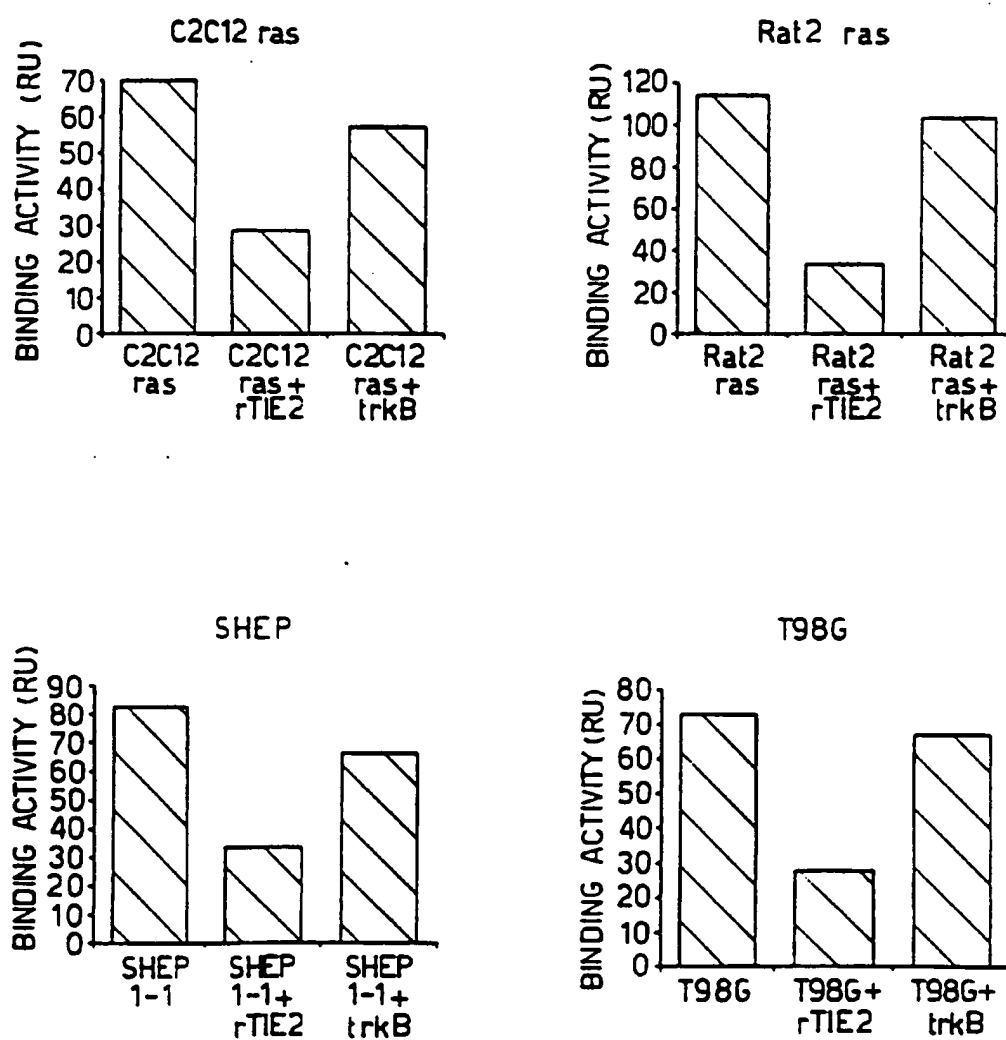 C2C12 ras
BINDING ACTIVITY (RU)
70
60
50
40
30
20
10
0
C2C12 ras
C2C12 ras+ rTIE2
C2C12 ras+ trkB
Rat2 ras
BINDING ACTIVITY (RU)
120
100
80
60
40
20
0
Rat2 ras
Rat2 ras+ rTIE2
Rat2 ras+ trkB
SHEP
BINDING ACTIVITY (RU)
90
80
70
60
50
40
30
20
10
0
SHEP 1-1
SHEP 1-1+ rTIE2
SHEP 1-1+ trkB
T98G
BINDING ACTIVITY (RU)
80
70
60
50
40
30
20
10
0
T98G
T98G+ rTIE2
T98G+ trkB